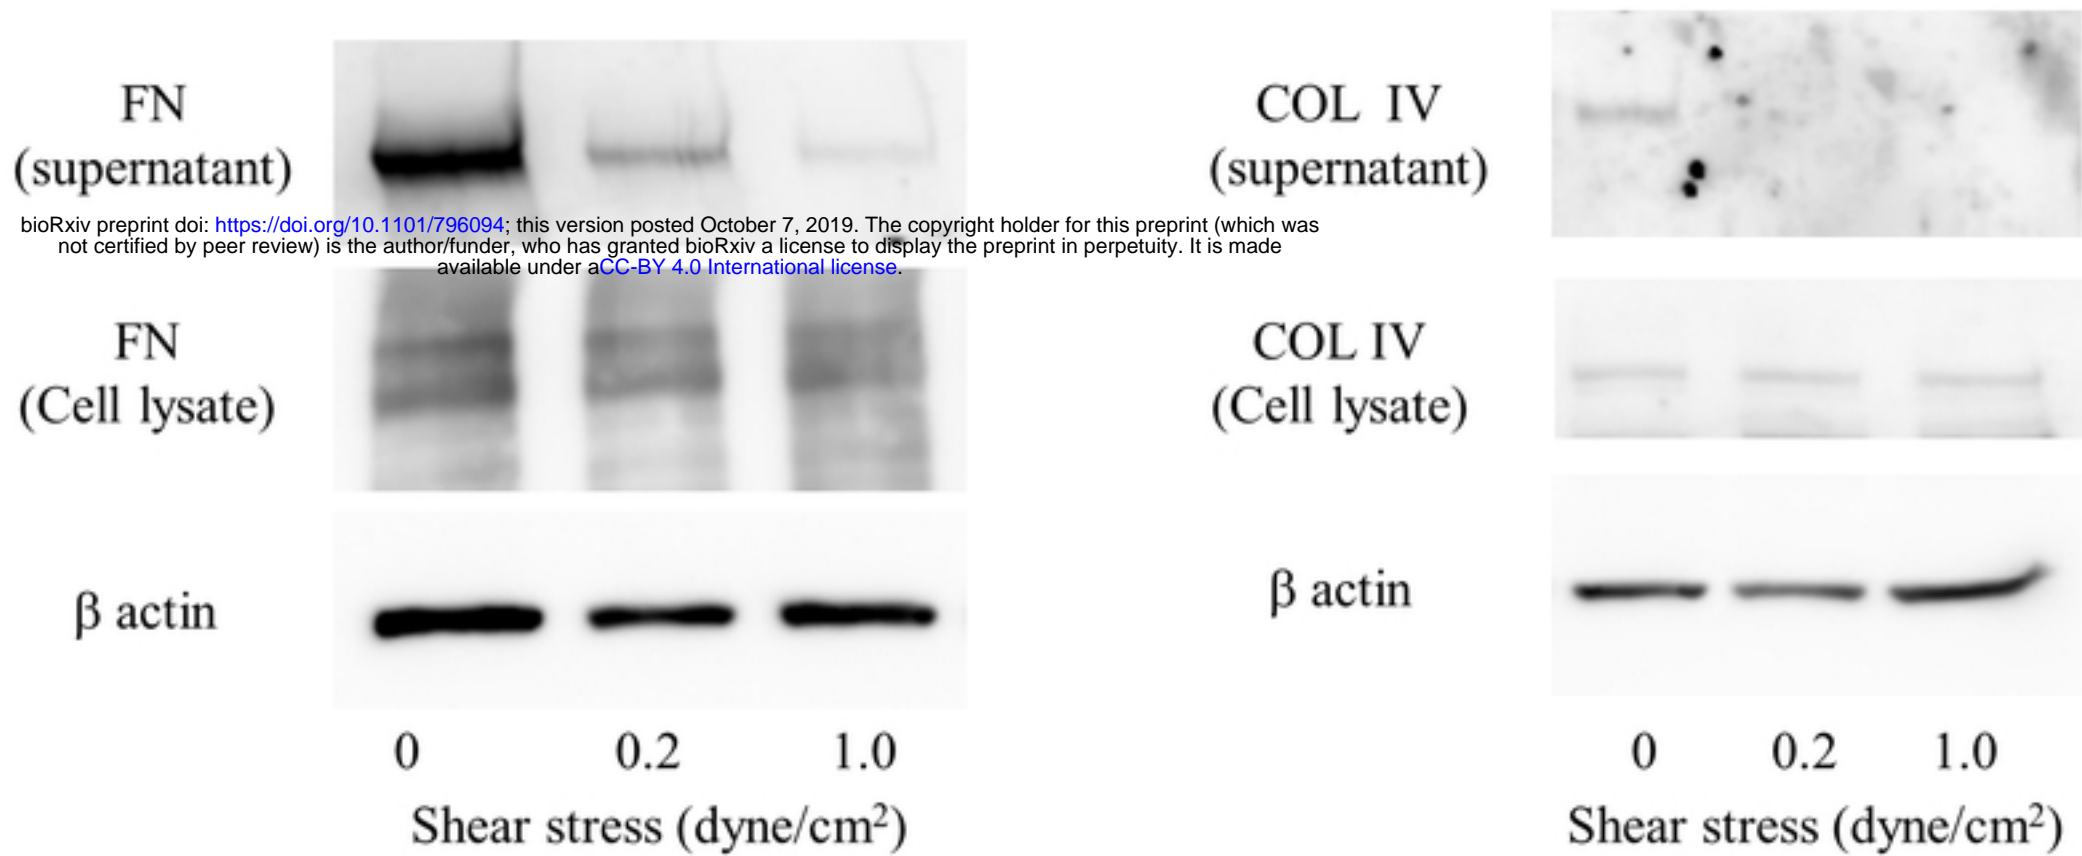 FN
(supernatant)
bioRxiv preprint doi: https://doi.org/10.1101/796094; this version posted October 7, 2019. The copyright holder for this preprint (which was
not certified by peer review) is the author/funder, who has granted bioRxiv a license to display the preprint in perpetuity. It is made
available under aCC-BY 4.0 International license.
FN
(Cell lysate)
β actin
0 0.2 1.0
Shear stress (dyne/cm²)
COL IV
(supernatant)
COL IV
(Cell lysate)
β actin
0 0.2 1.0
Shear stress (dyne/cm²)